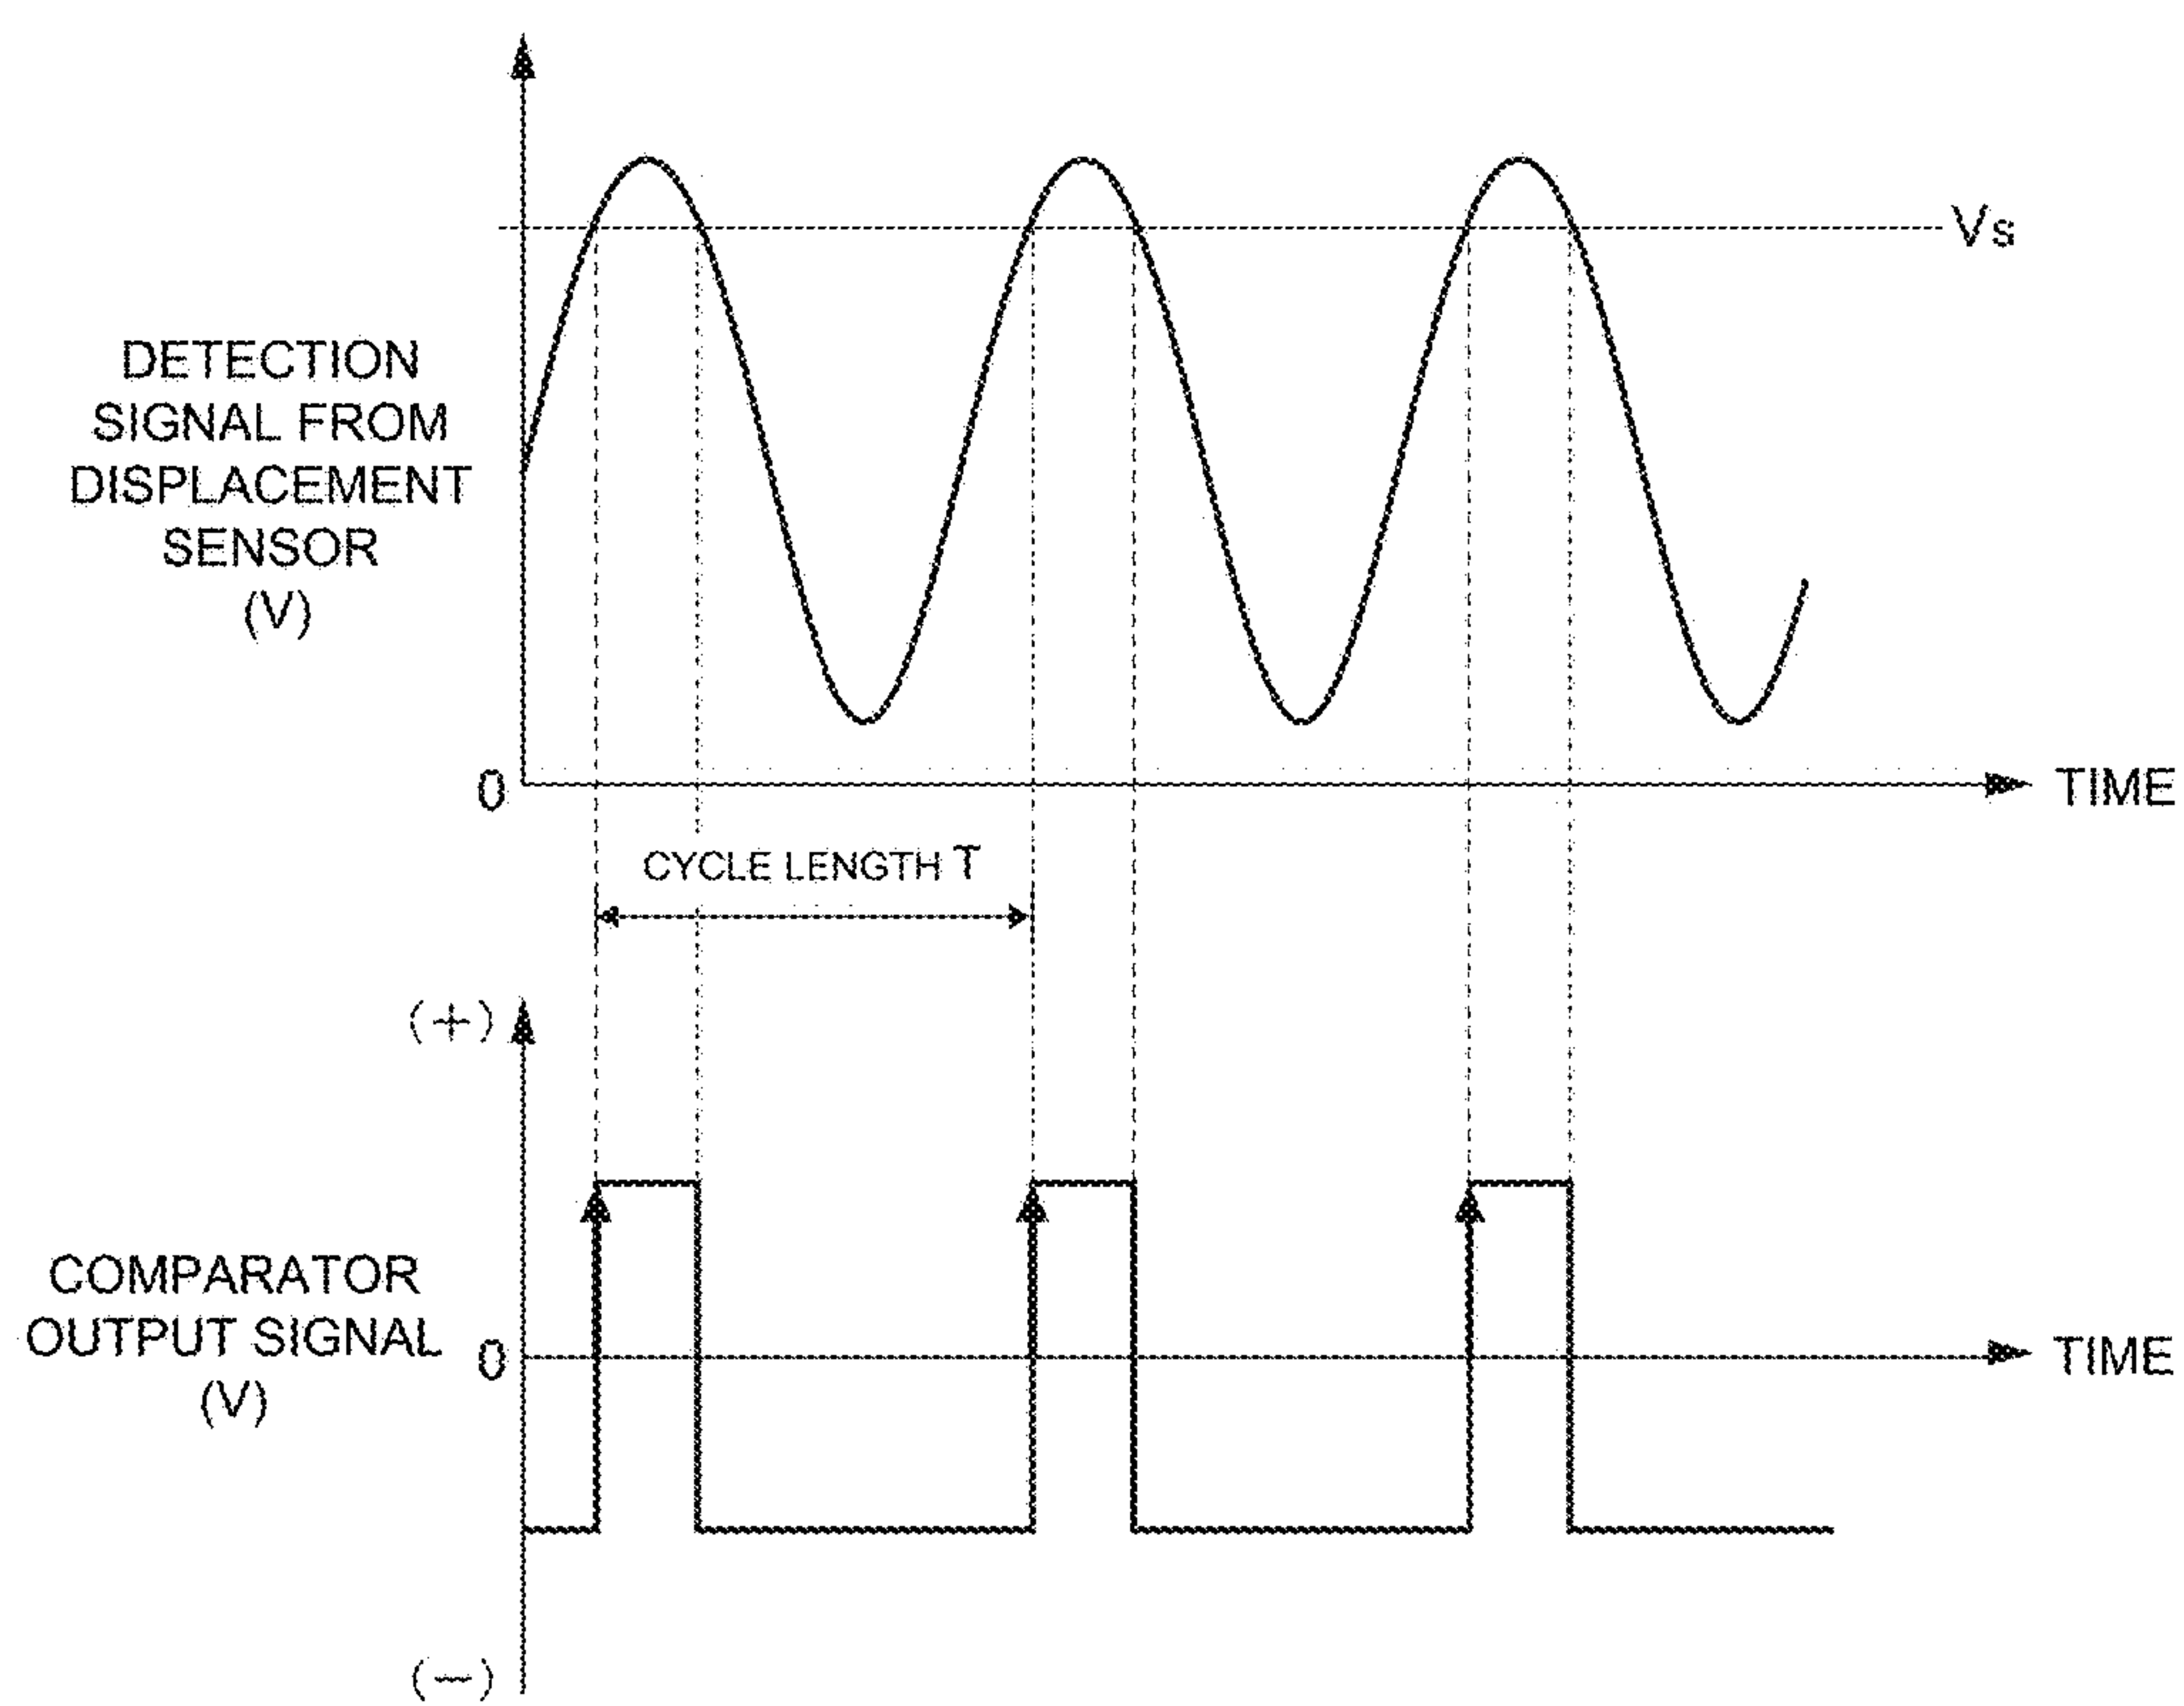 Vs
DETECTION
SIGNAL FROM
DISPLACEMENT
SENSOR
(V)
0
TIME
CYCLE LENGTH T
(+)
COMPARATOR
OUTPUT SIGNAL
(V)
0
TIME
(−)